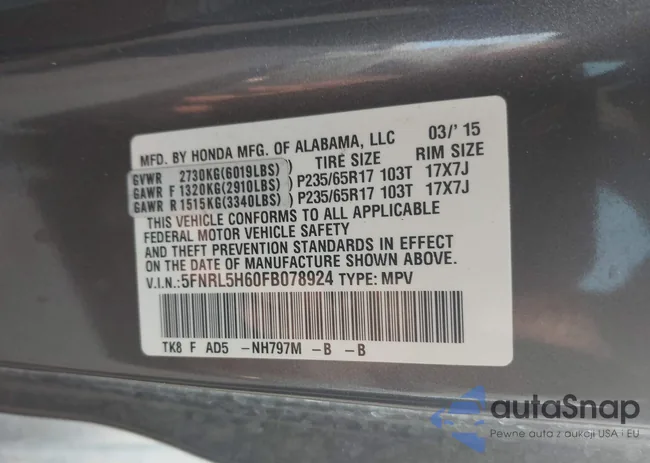 MFD. BY HONDA MFG. OF ALABAMA, LLC 03/' 15
TIRE SIZE RIM SIZE
GVWR 2730KG(6019LBS)
GAWR F 1320KG(2910LBS) P235/65R17 103T 17X7J
GAWR R 1515KG(3340LBS) P235/65R17 103T 17X7J
THIS VEHICLE CONFORMS TO ALL APPLICABLE
FEDERAL MOTOR VEHICLE SAFETY
AND THEFT PREVENTION STANDARDS IN EFFECT
ON THE DATE OF MANUFACTURE SHOWN ABOVE.
V.I.N.:5FNRL5H60FB078924 TYPE: MPV
TK8 F AD5 -NH797M -B -B
autaSnap
Pewne auta z aukcji USA i EU